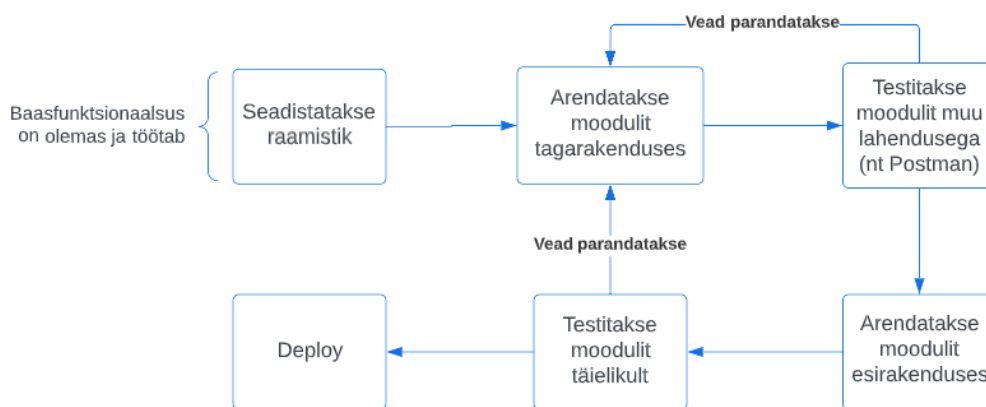 Vead parandatakse
Baasfunktsionaalsus
on olemas ja töötab
Seadistatakse
raamistik
Arendatakse
moodulit
tagarakenduses
Testitakse
moodulit muu
lahendusega
(nt Postman)
Vead parandatakse
Deploy
Testitakse
moodulit
täielikult
Arendatakse
moodulit
esirakenduses